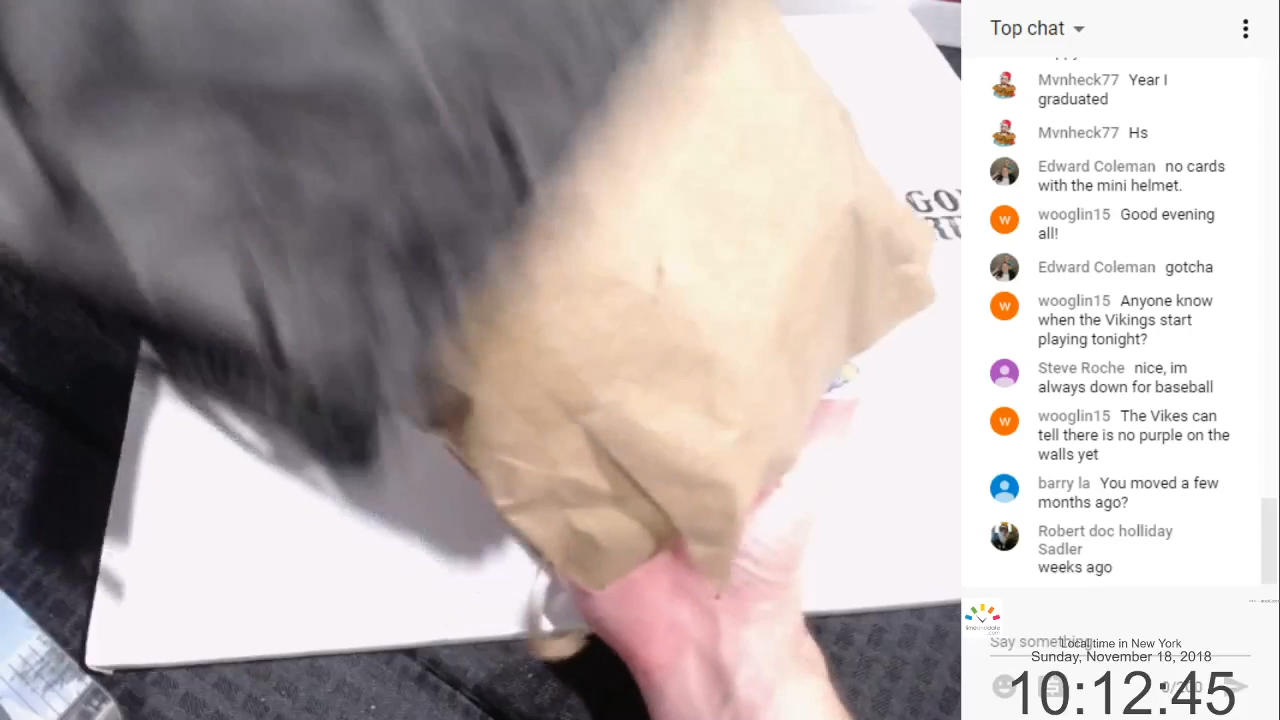 Top chat
Mvnheck77 Year I
graduated
Mvnheck77 Hs
Edward Coleman no cards
with the mini helmet.
wooglin15 Good evening
all!
Edward Coleman gotcha
wooglin15 Anyone know
when the Vikings start
playing tonight?
Steve Roche nice, im
always down for baseball
wooglin15 The Vikes can
tell there is no purple on the
walls yet
barry la You moved a few
months ago?
Robert doc holliday
Sadler
weeks ago
Say something
Local time in New York
Sunday, November 18, 2018
0/200
10:12:45